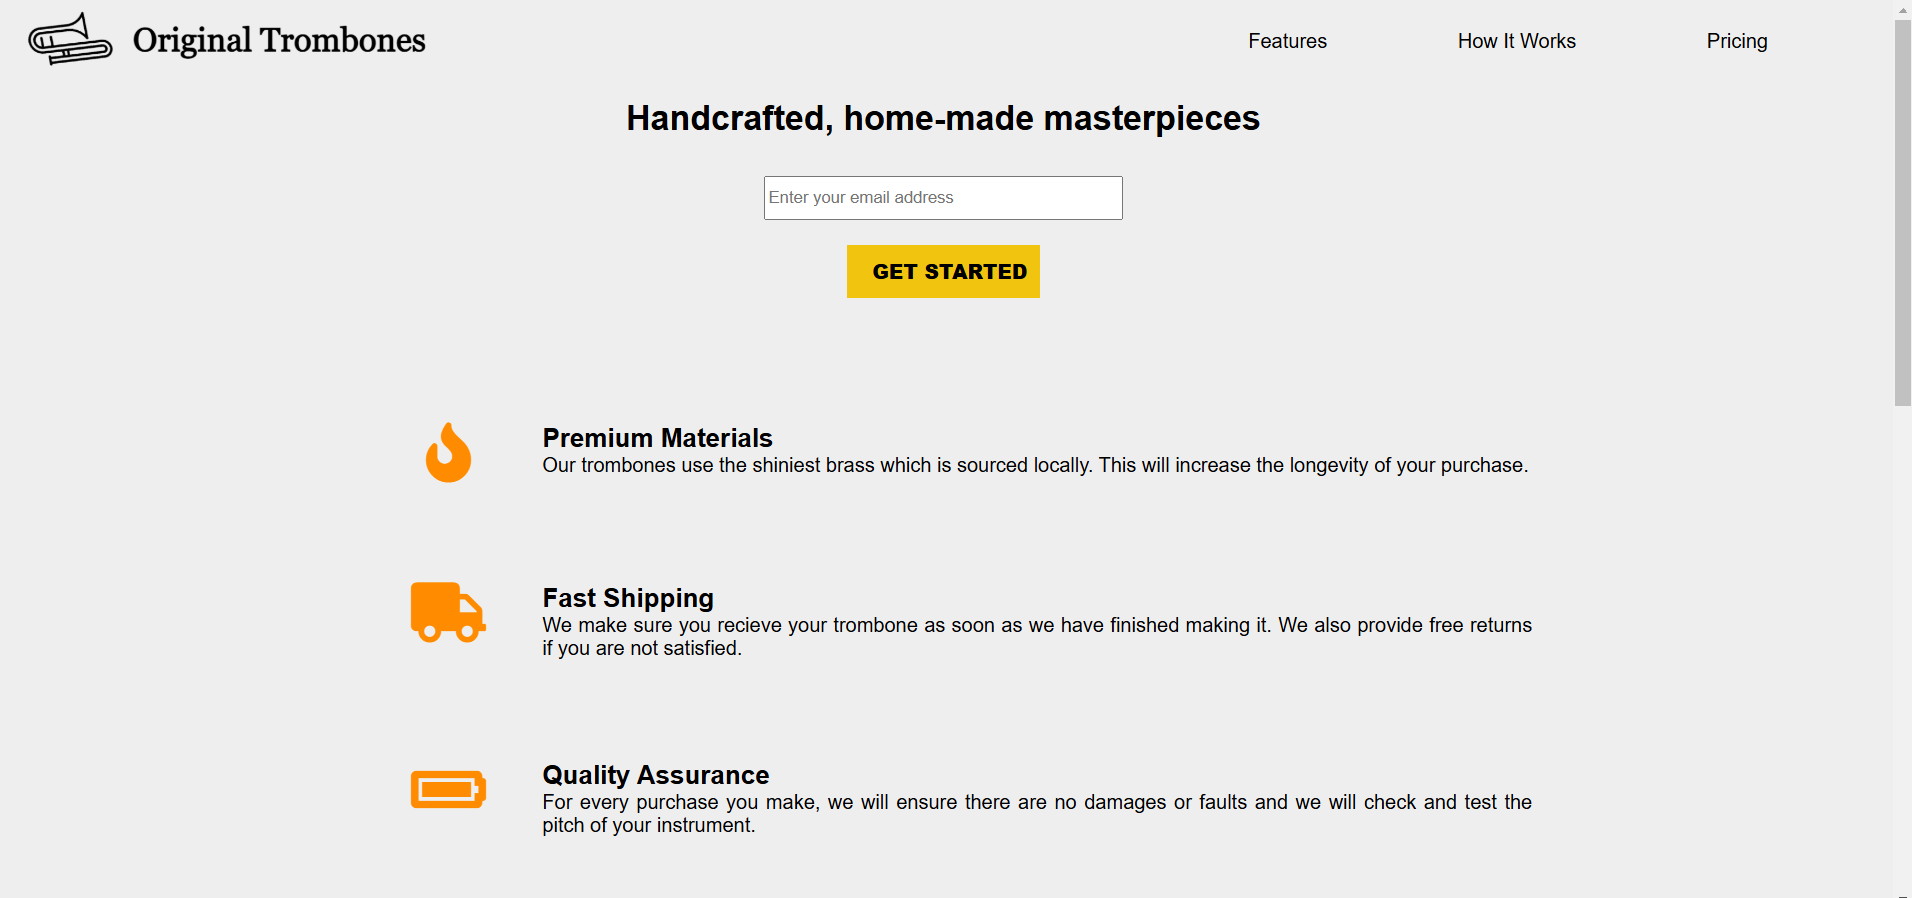 Original Trombones
Features
How It Works
Pricing
Handcrafted, home-made masterpieces
Enter your email address
GET STARTED
Premium Materials
Our trombones use the shiniest brass which is sourced locally. This will increase the longevity of your purchase.
Fast Shipping
We make sure you recieve your trombone as soon as we have finished making it. We also provide free returns
if you are not satisfied.
Quality Assurance
For every purchase you make, we will ensure there are no damages or faults and we will check and test the
pitch of your instrument.